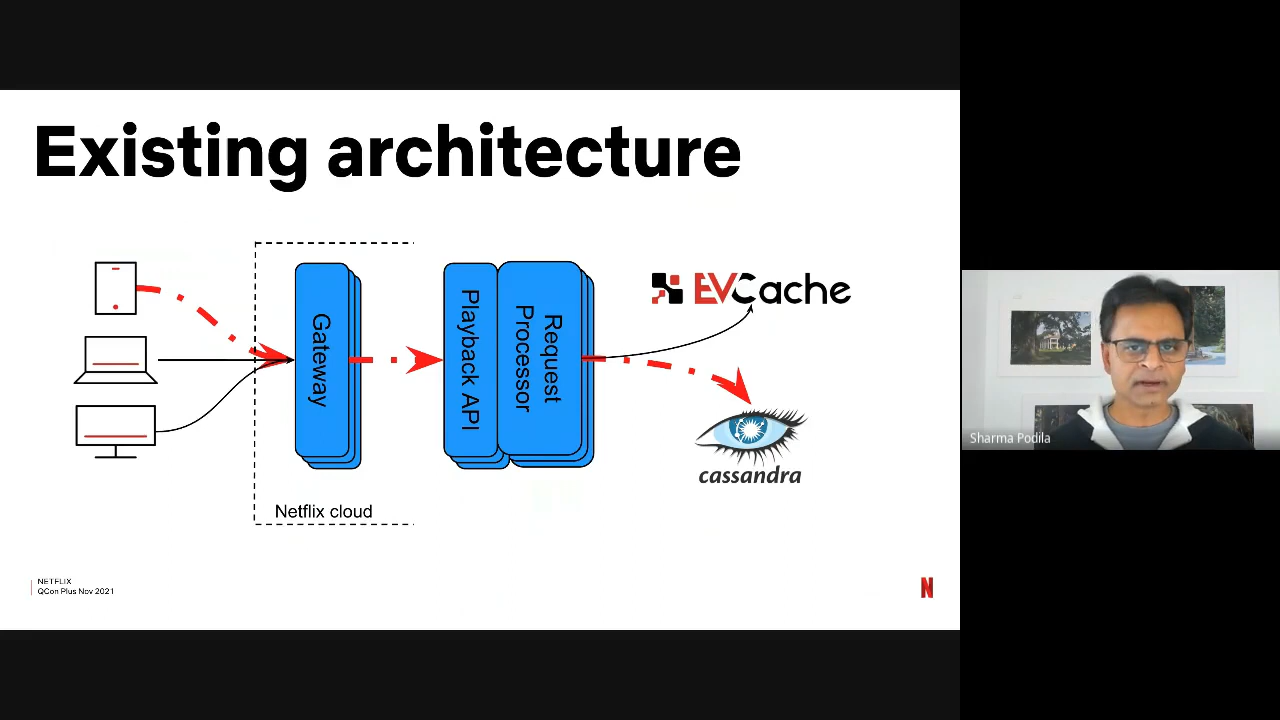 Existing architecture
Gateway
Playback API
Request
Processor
EVCache
cassandra
Netflix cloud
NETFLIX
QCon Plus Nov 2021
N
Sharma Podila